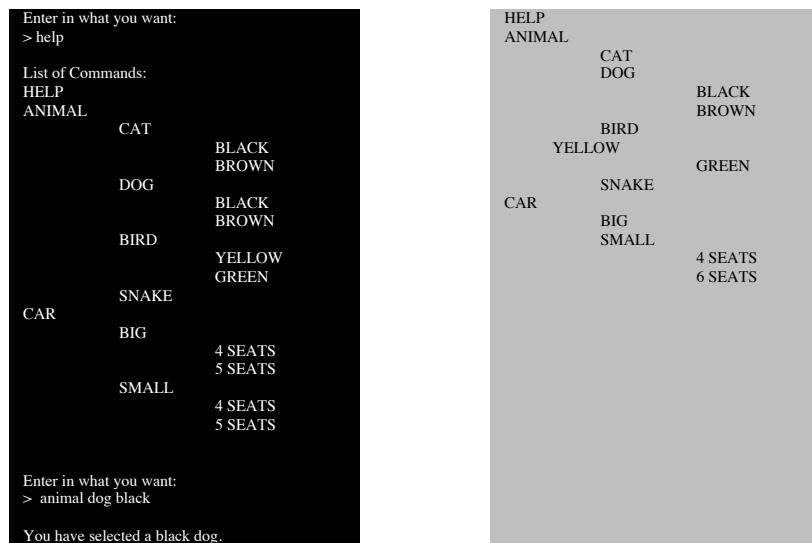 Enter in what you want:
> help
List of Commands:
HELP
ANIMAL
CAT
BLACK
BROWN
DOG
BLACK
BROWN
BIRD
YELLOW
GREEN
SNAKE
CAR
BIG
4 SEATS
5 SEATS
SMALL
4 SEATS
5 SEATS
Enter in what you want:
> animal dog black
You have selected a black dog.
HELP
ANIMAL
CAT
DOG
BLACK
BROWN
BIRD
YELLOW
GREEN
SNAKE
CAR
BIG
SMALL
4 SEATS
6 SEATS